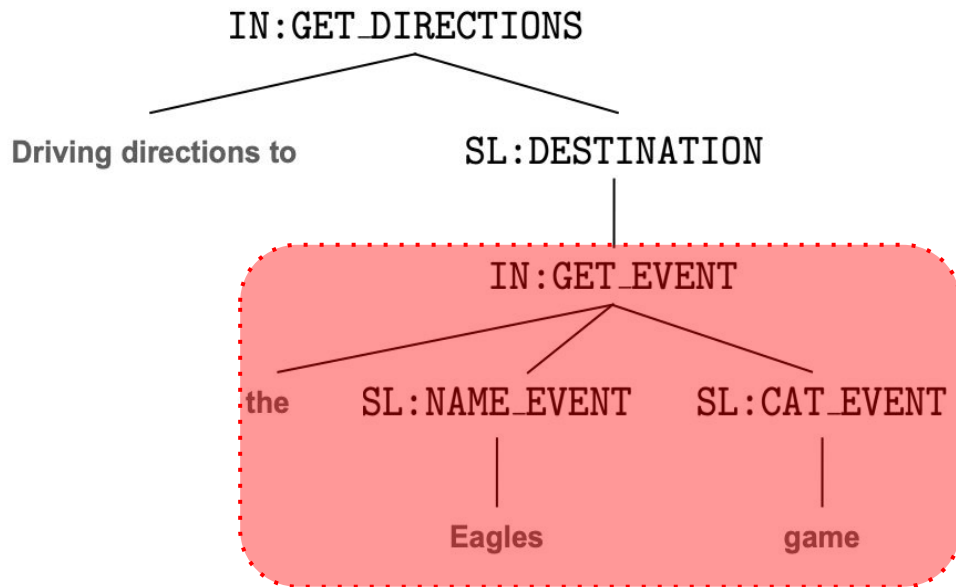 IN:GET_DIRECTIONS
Driving directions to SL:DESTINATION
IN:GET_EVENT
the SL:NAME_EVENT SL:CAT_EVENT
Eagles game